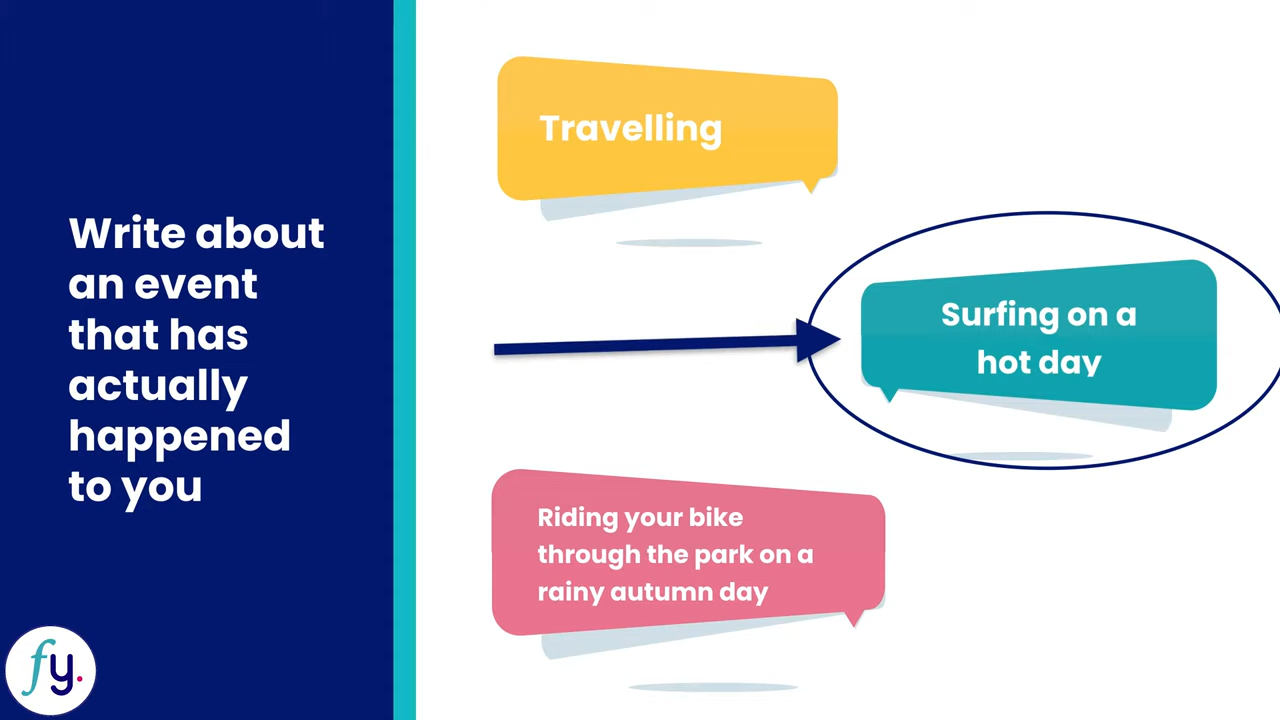 Write about
an event
that has
actually
happened
to you
Travelling
Surfing on a
hot day
Riding your bike
through the park on a
rainy autumn day
fy.